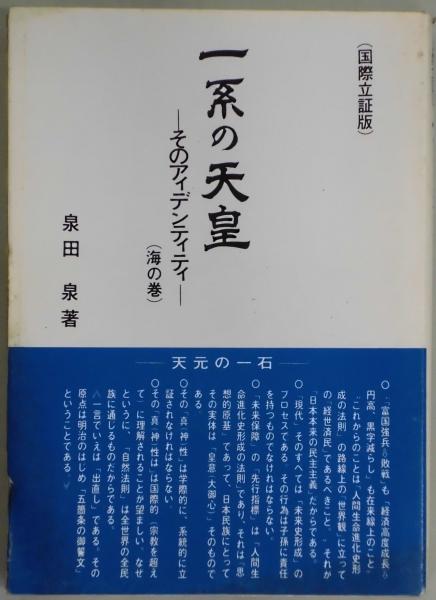 (国際立証版)
一系の天皇
―そのアイデンティティ―
(海の巻)
泉田 泉 著
天元の一石
○「富国強兵⇨敗戦」も「経済高度成長⇨
円高、黒字減らし」も在来線上のこと
"これからのことは、人間生命進化史形
成の法則"の路線上の"世界観"に立って
の"経世済民"であるべきこと。それが
「日本本来の民主主義」だからである。
○「現代」そのすべては「未来史形成」の
プロセスである。その行為は子孫に責任
を持つものでなければならない。
○「未来保障」の「先行指標」は「人間生
命進化史形成の法則」であり、それは「思
想的原基」であって、日本民族にとって
その実体は「皇意(大御心)」そのもので
ある
○その"真・神・性"は学際的に、系統的に立
証されなければならない。
○その"真・神・性"は国際的(宗教を超え
て)に理解されることが望ましい。なぜ
というに、「自然法則」は全世界の全民
族に通じるものだからである。
△一言でいえば「出直し」である。その
原点は明治のはじめ「五箇条の御誓文」
ということである。▽